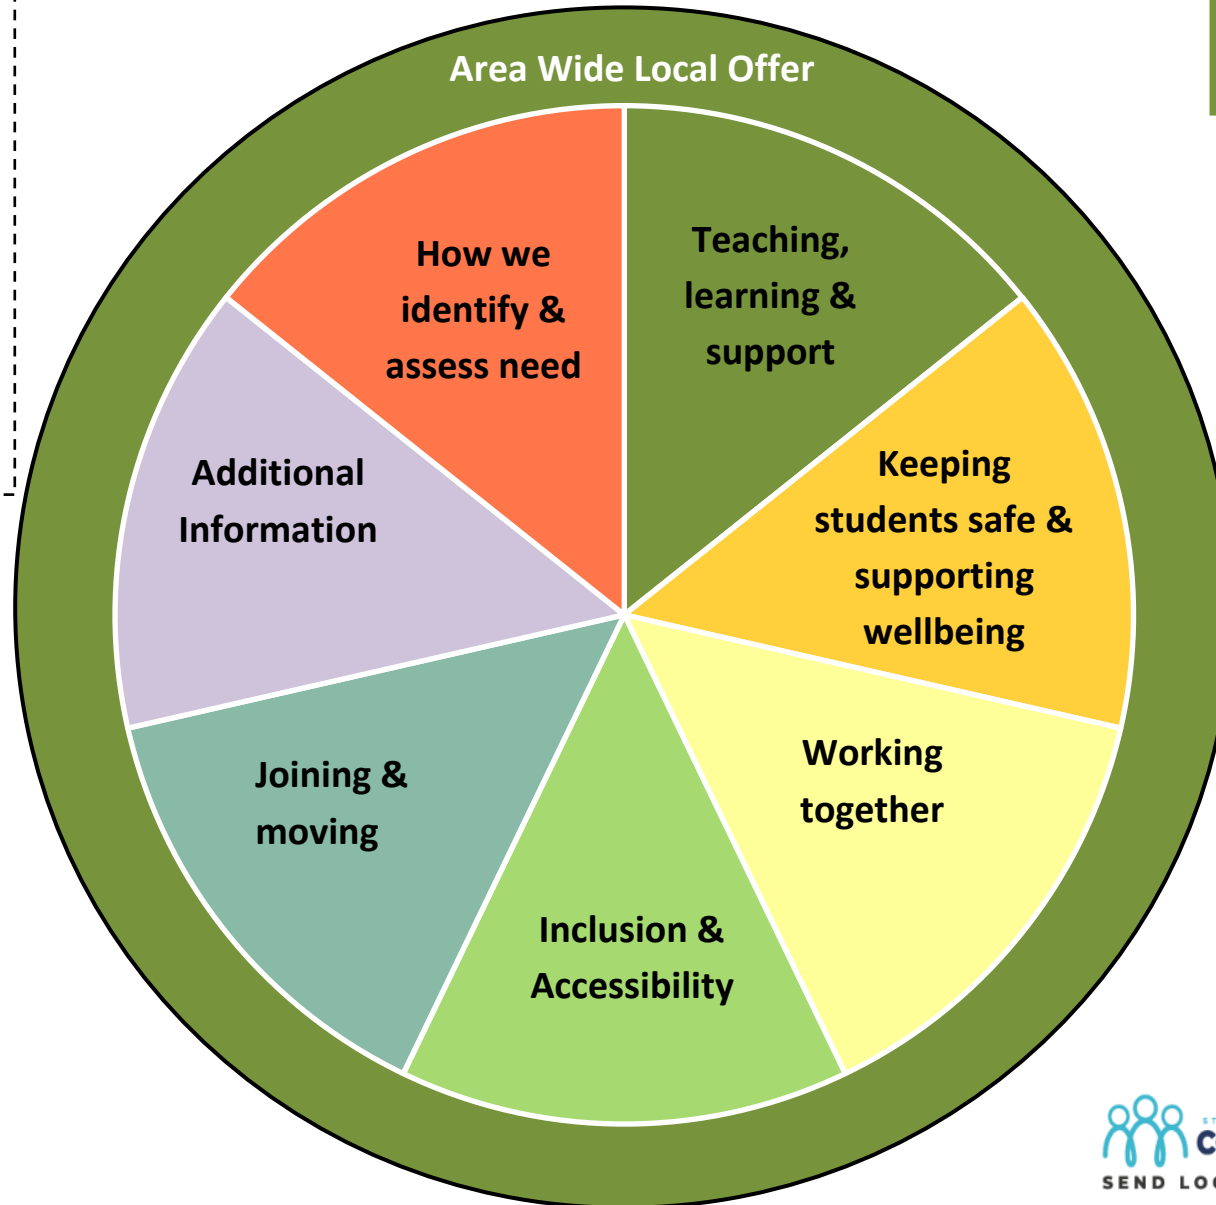 Area Wide Local Offer
How we
identify &
assess need
Teaching,
learning &
support
Keeping
students safe &
supporting
wellbeing
Additional
Information
Working
together
Joining &
moving
Inclusion &
Accessibility
SEND